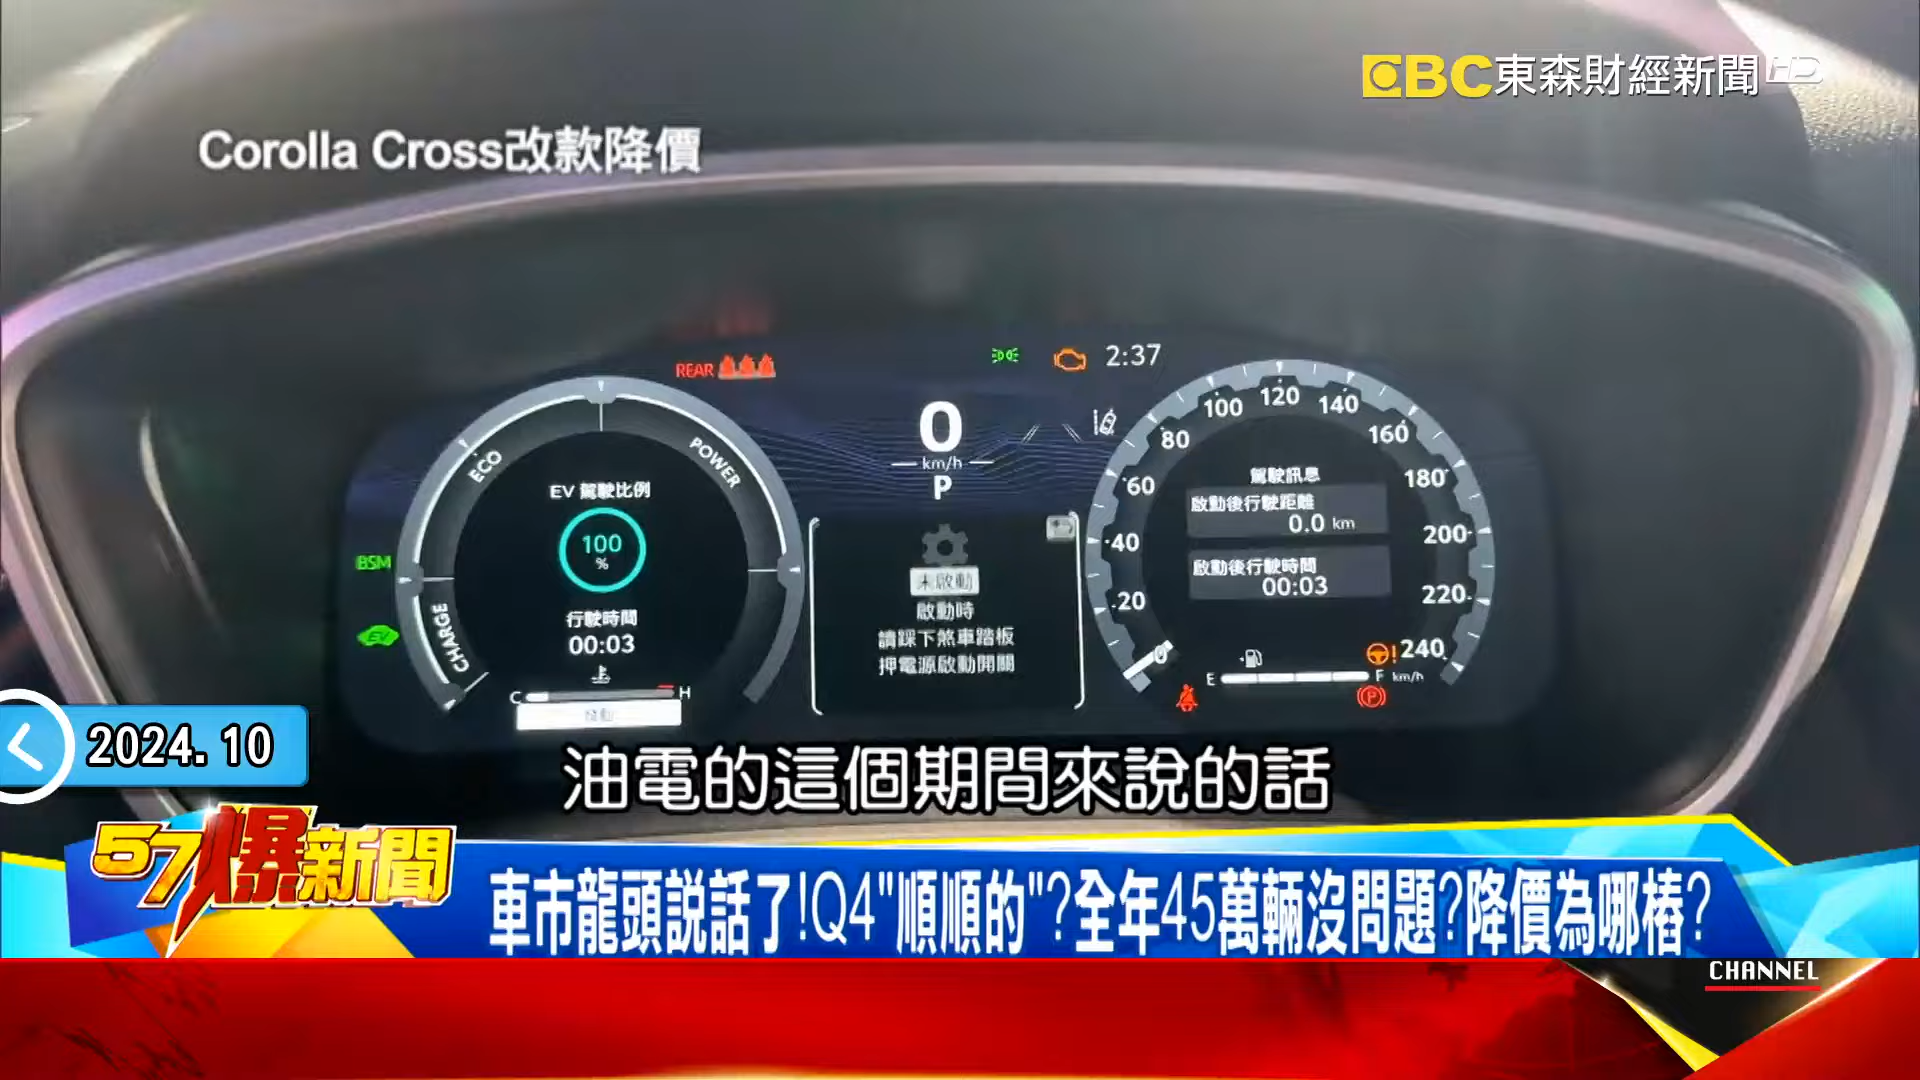 EBC東森財經新聞HD
Corolla Cross改款降價
REAR
2:37
ECO
POWER
CHARGE
BSM
EV
EV 駕駛比例
100
%
行駛時間
00:03
C
H
0
km/h
P
未啟動
啟動時
請踩下煞車踏板
押電源啟動開關
0
20
40
60
80
100
120
140
160
180
200
220
240
km/h
駕駛訊息
啟動後行駛距離
0.0 km
啟動後行駛時間
00:03
E
F
P
2024.10
油電的這個期間來說的話
57爆新聞
車市龍頭說話了!Q4"順順的"?全年45萬輛沒問題?降價為哪樁?
CHANNEL